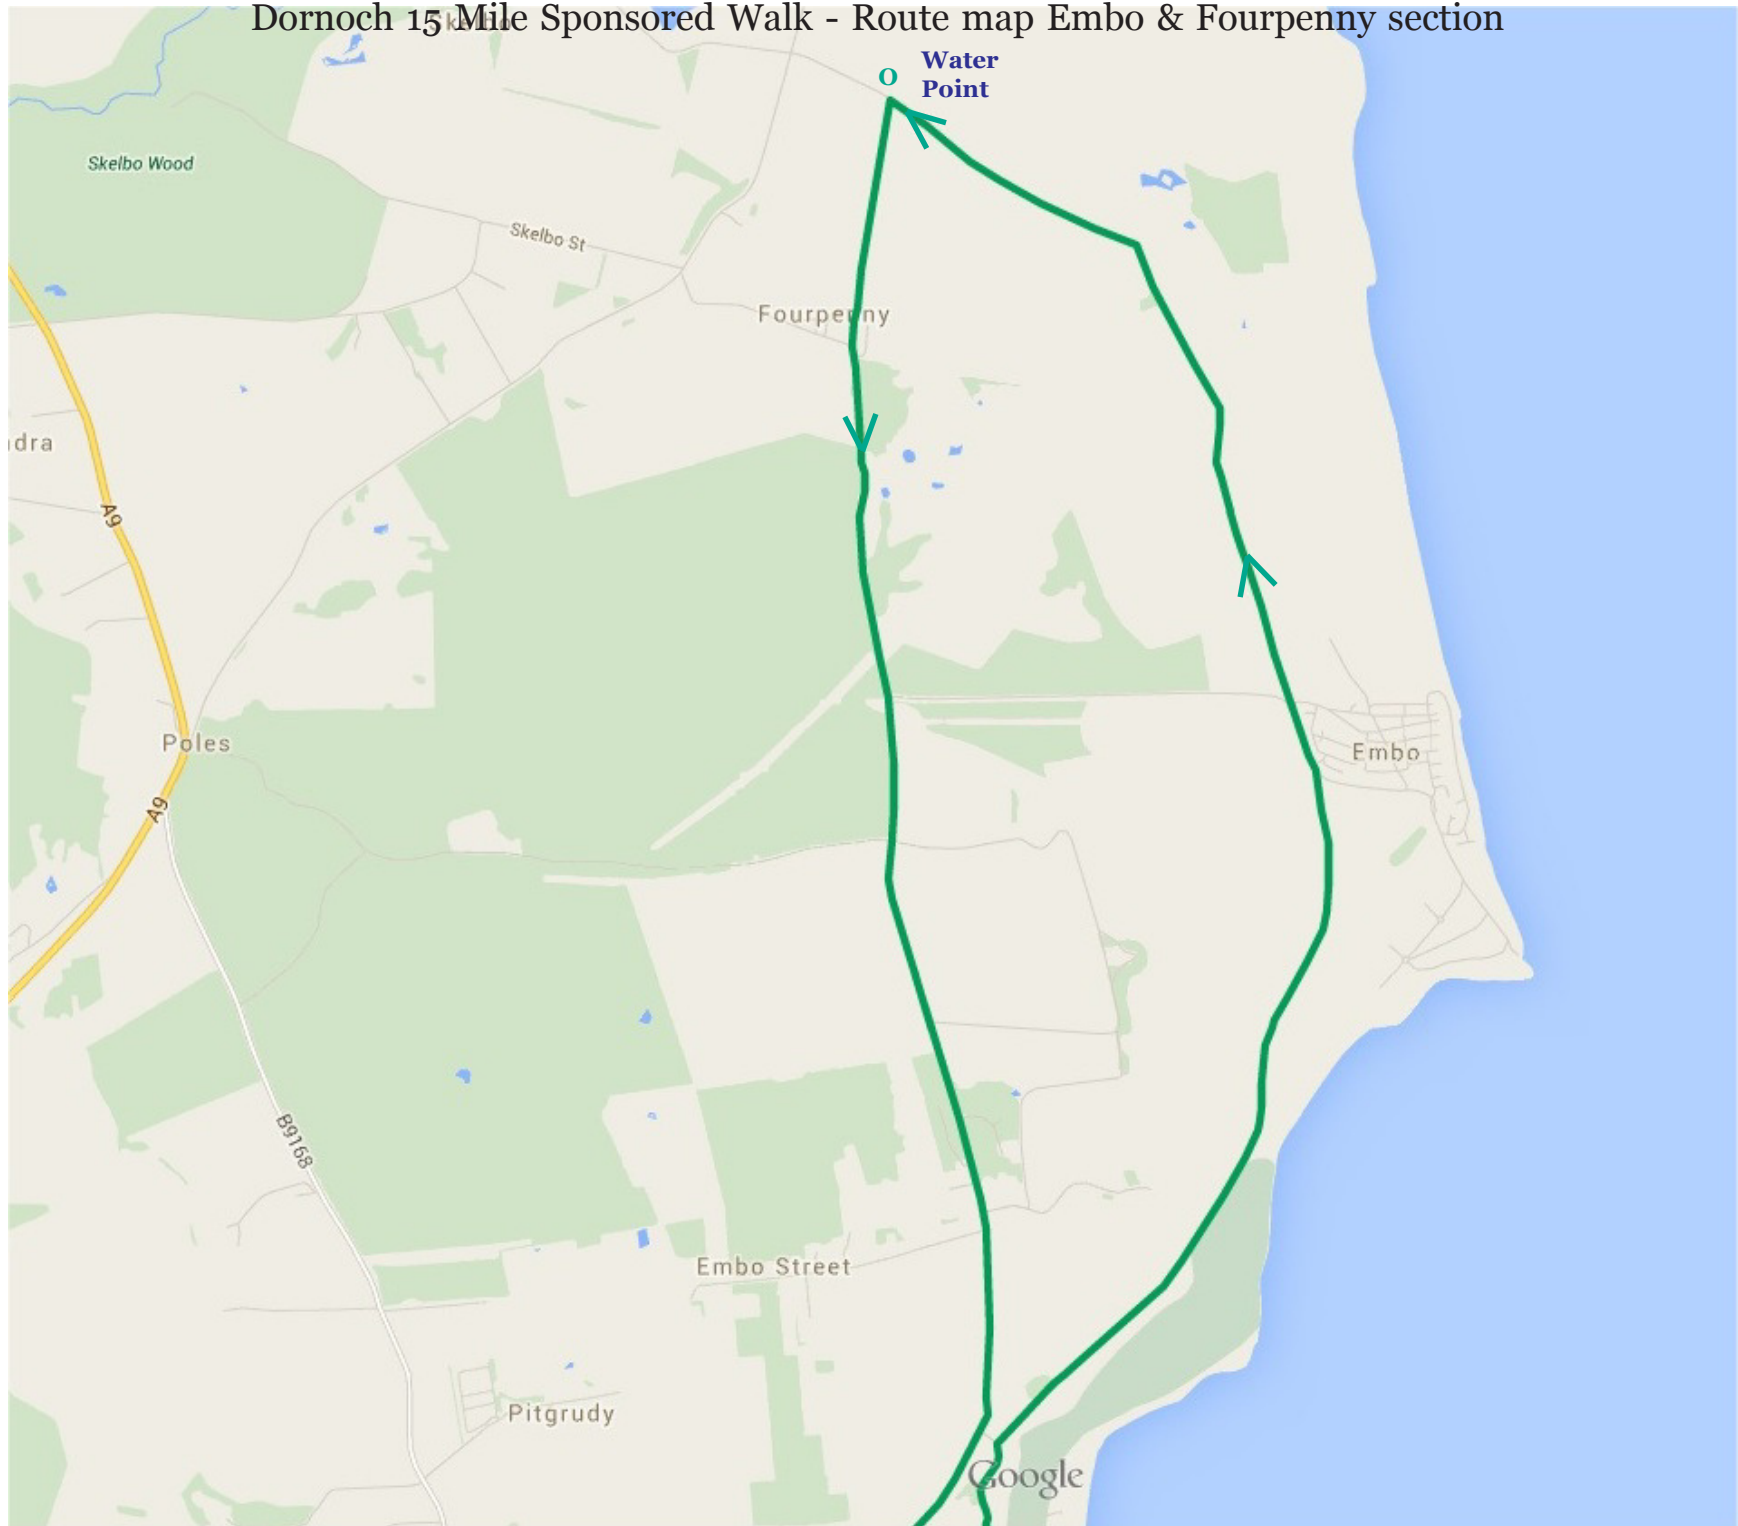 Dornoch 15 Mile Sponsored Walk - Route map Embo & Fourpenny section
Skelbo
O
Water
Point
Skelbo Wood
Skelbo St
Fourpenny
A9
Poles
Embo
A9
B9168
Embo Street
Pitgrudy
Google